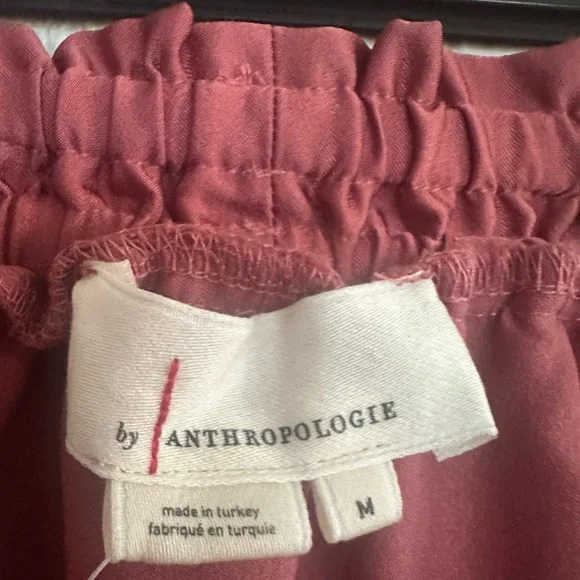 by ANTHROPOLOGIE
made in turkey
fabriqué en turquie
M